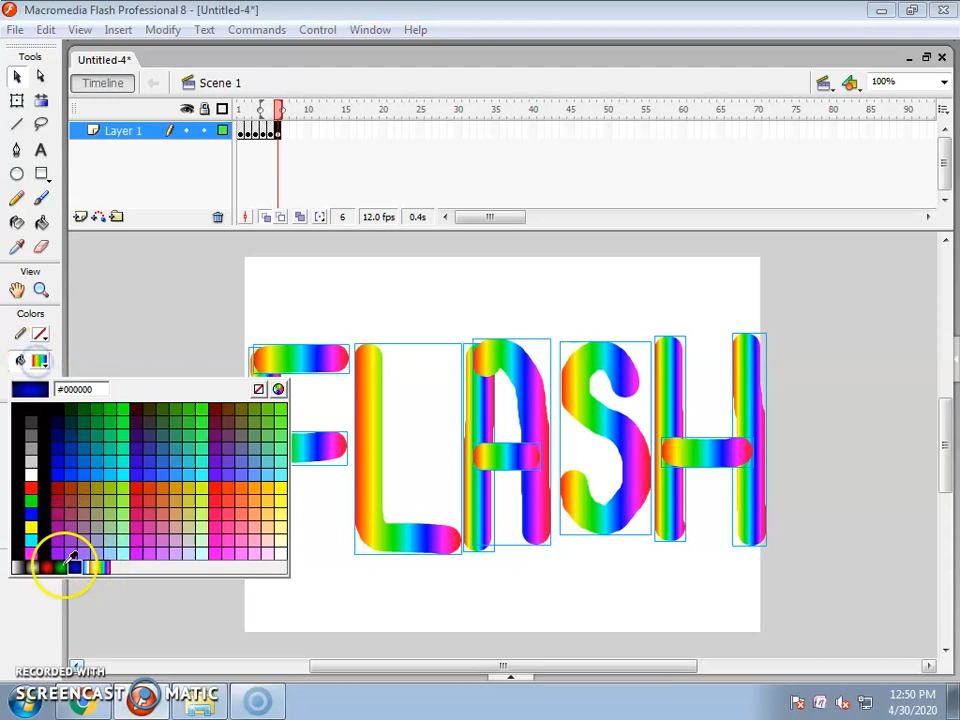 Macromedia Flash Professional 8 - [Untitled-4*]
File Edit View Insert Modify Text Commands Control Window Help
Tools
Untitled-4*
Timeline Scene 1 100%
1 10 15 20 25 30 35 40 45 50 55 60 65 70 75 80 85 90
Layer 1
6 12.0 fps 0.4s
View
Colors
#000000
FLASH
RECORDED WITH
SCREENCAST MATIC
12:50 PM
4/30/2020